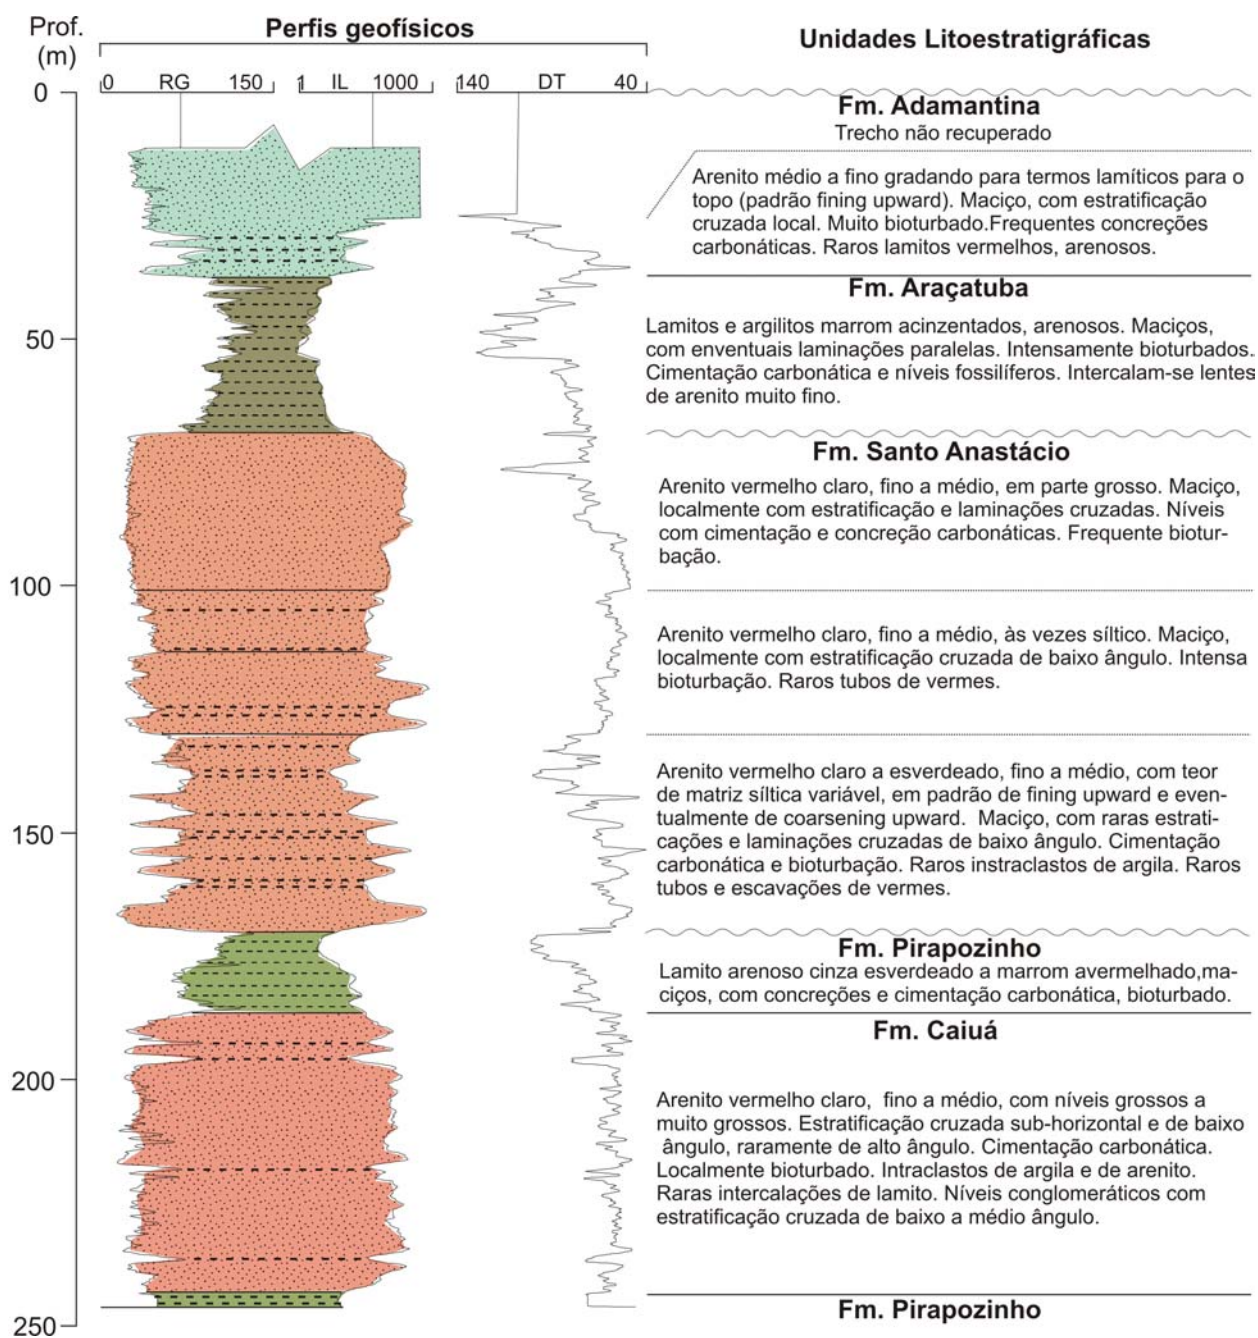 Prof.
(m)
Perfis geofísicos
Unidades Litoestratigráficas
0 RG 150 1 IL 1000 140 DT 40
0
50
100
150
200
250
Fm. Adamantina
Trecho não recuperado
Arenito médio a fino gradando para termos lamíticos para o
topo (padrão fining upward). Maciço, com estratificação
cruzada local. Muito bioturbado.Frequentes concreções
carbonáticas. Raros lamitos vermelhos, arenosos.
Fm. Araçatuba
Lamitos e argilitos marrom acinzentados, arenosos. Maciços,
com enventuais laminações paralelas. Intensamente bioturbados.
Cimentação carbonática e níveis fossilíferos. Intercalam-se lentes
de arenito muito fino.
Fm. Santo Anastácio
Arenito vermelho claro, fino a médio, em parte grosso. Maciço,
localmente com estratificação e laminações cruzadas. Níveis
com cimentação e concreção carbonáticas. Frequente biotur-
bação.
Arenito vermelho claro, fino a médio, às vezes síltico. Maciço,
localmente com estratificação cruzada de baixo ângulo. Intensa
bioturbação. Raros tubos de vermes.
Arenito vermelho claro a esverdeado, fino a médio, com teor
de matriz síltica variável, em padrão de fining upward e even-
tualmente de coarsening upward. Maciço, com raras estrati-
cações e laminações cruzadas de baixo ângulo. Cimentação
carbonática e bioturbação. Raros instraclastos de argila. Raros
tubos e escavações de vermes.
Fm. Pirapozinho
Lamito arenoso cinza esverdeado a marrom avermelhado,ma-
ciços, com concreções e cimentação carbonática, bioturbado.
Fm. Caiuá
Arenito vermelho claro, fino a médio, com níveis grossos a
muito grossos. Estratificação cruzada sub-horizontal e de baixo
ângulo, raramente de alto ângulo. Cimentação carbonática.
Localmente bioturbado. Intraclastos de argila e de arenito.
Raras intercalações de lamito. Níveis conglomeráticos com
estratificação cruzada de baixo a médio ângulo.
Fm. Pirapozinho